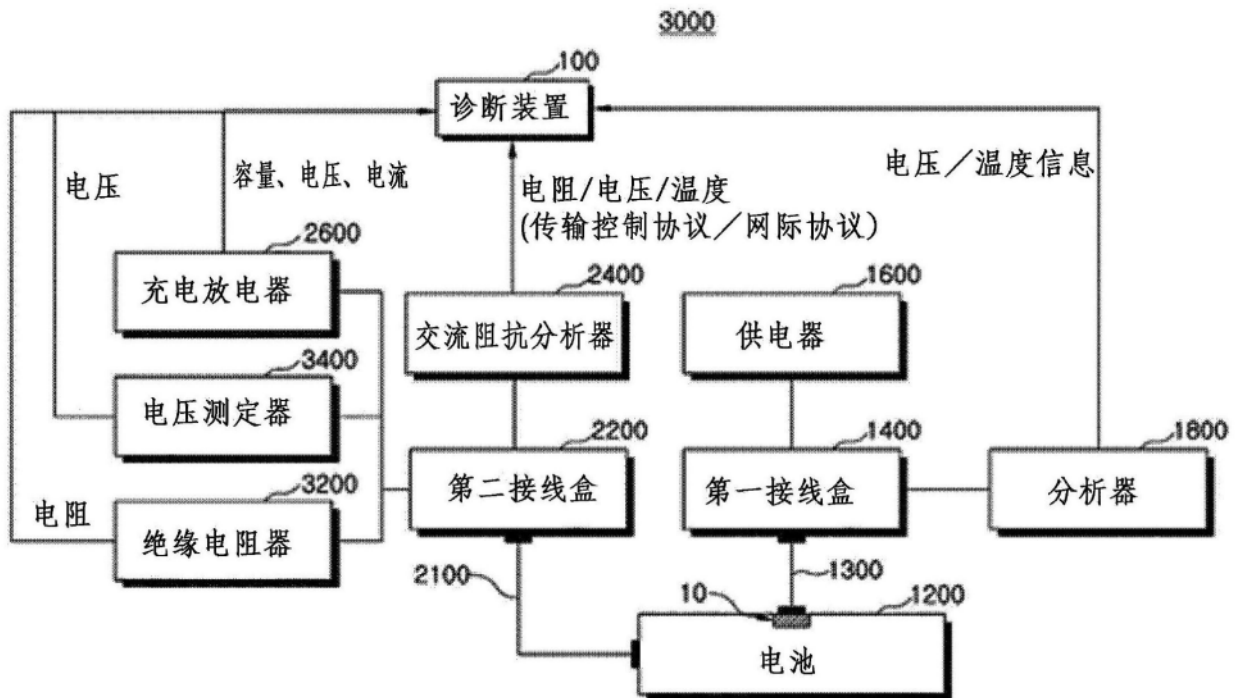 3000
100
诊断装置
电压
容量、电压、电流
电阻/电压/温度
(传输控制协议／网际协议)
电压／温度信息
2600
充电放电器
2400
交流阻抗分析器
1600
供电器
3400
电压测定器
2200
第二接线盒
1400
第一接线盒
1800
分析器
电阻
3200
绝缘电阻器
2100
1300
10
1200
电池